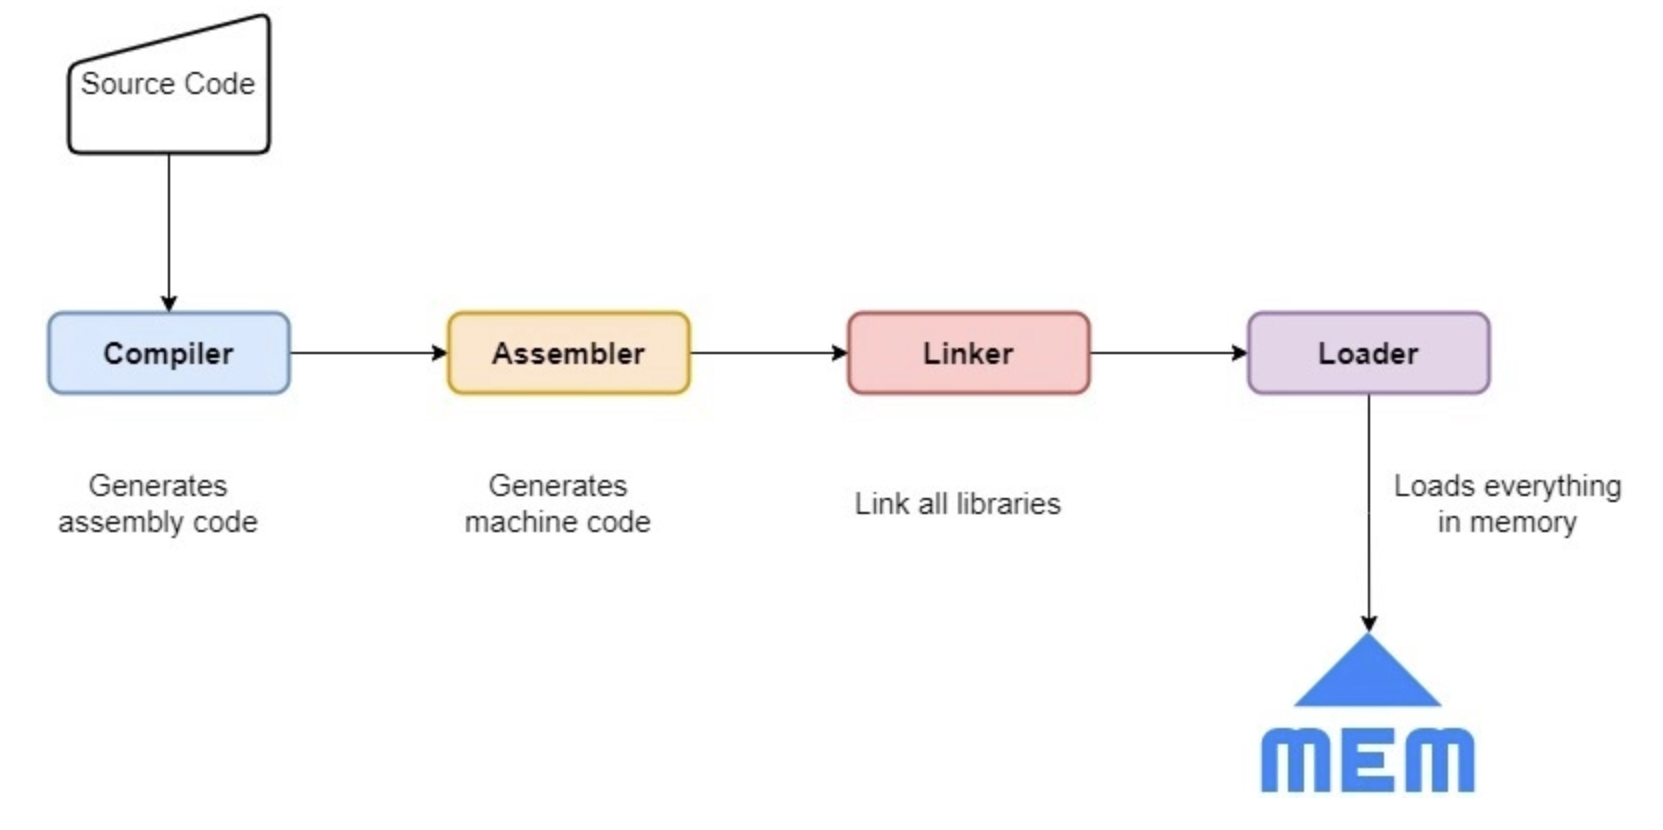 Source Code
Compiler
Assembler
Linker
Loader
Generates
assembly code
Generates
machine code
Link all libraries
Loads everything
in memory
MEM